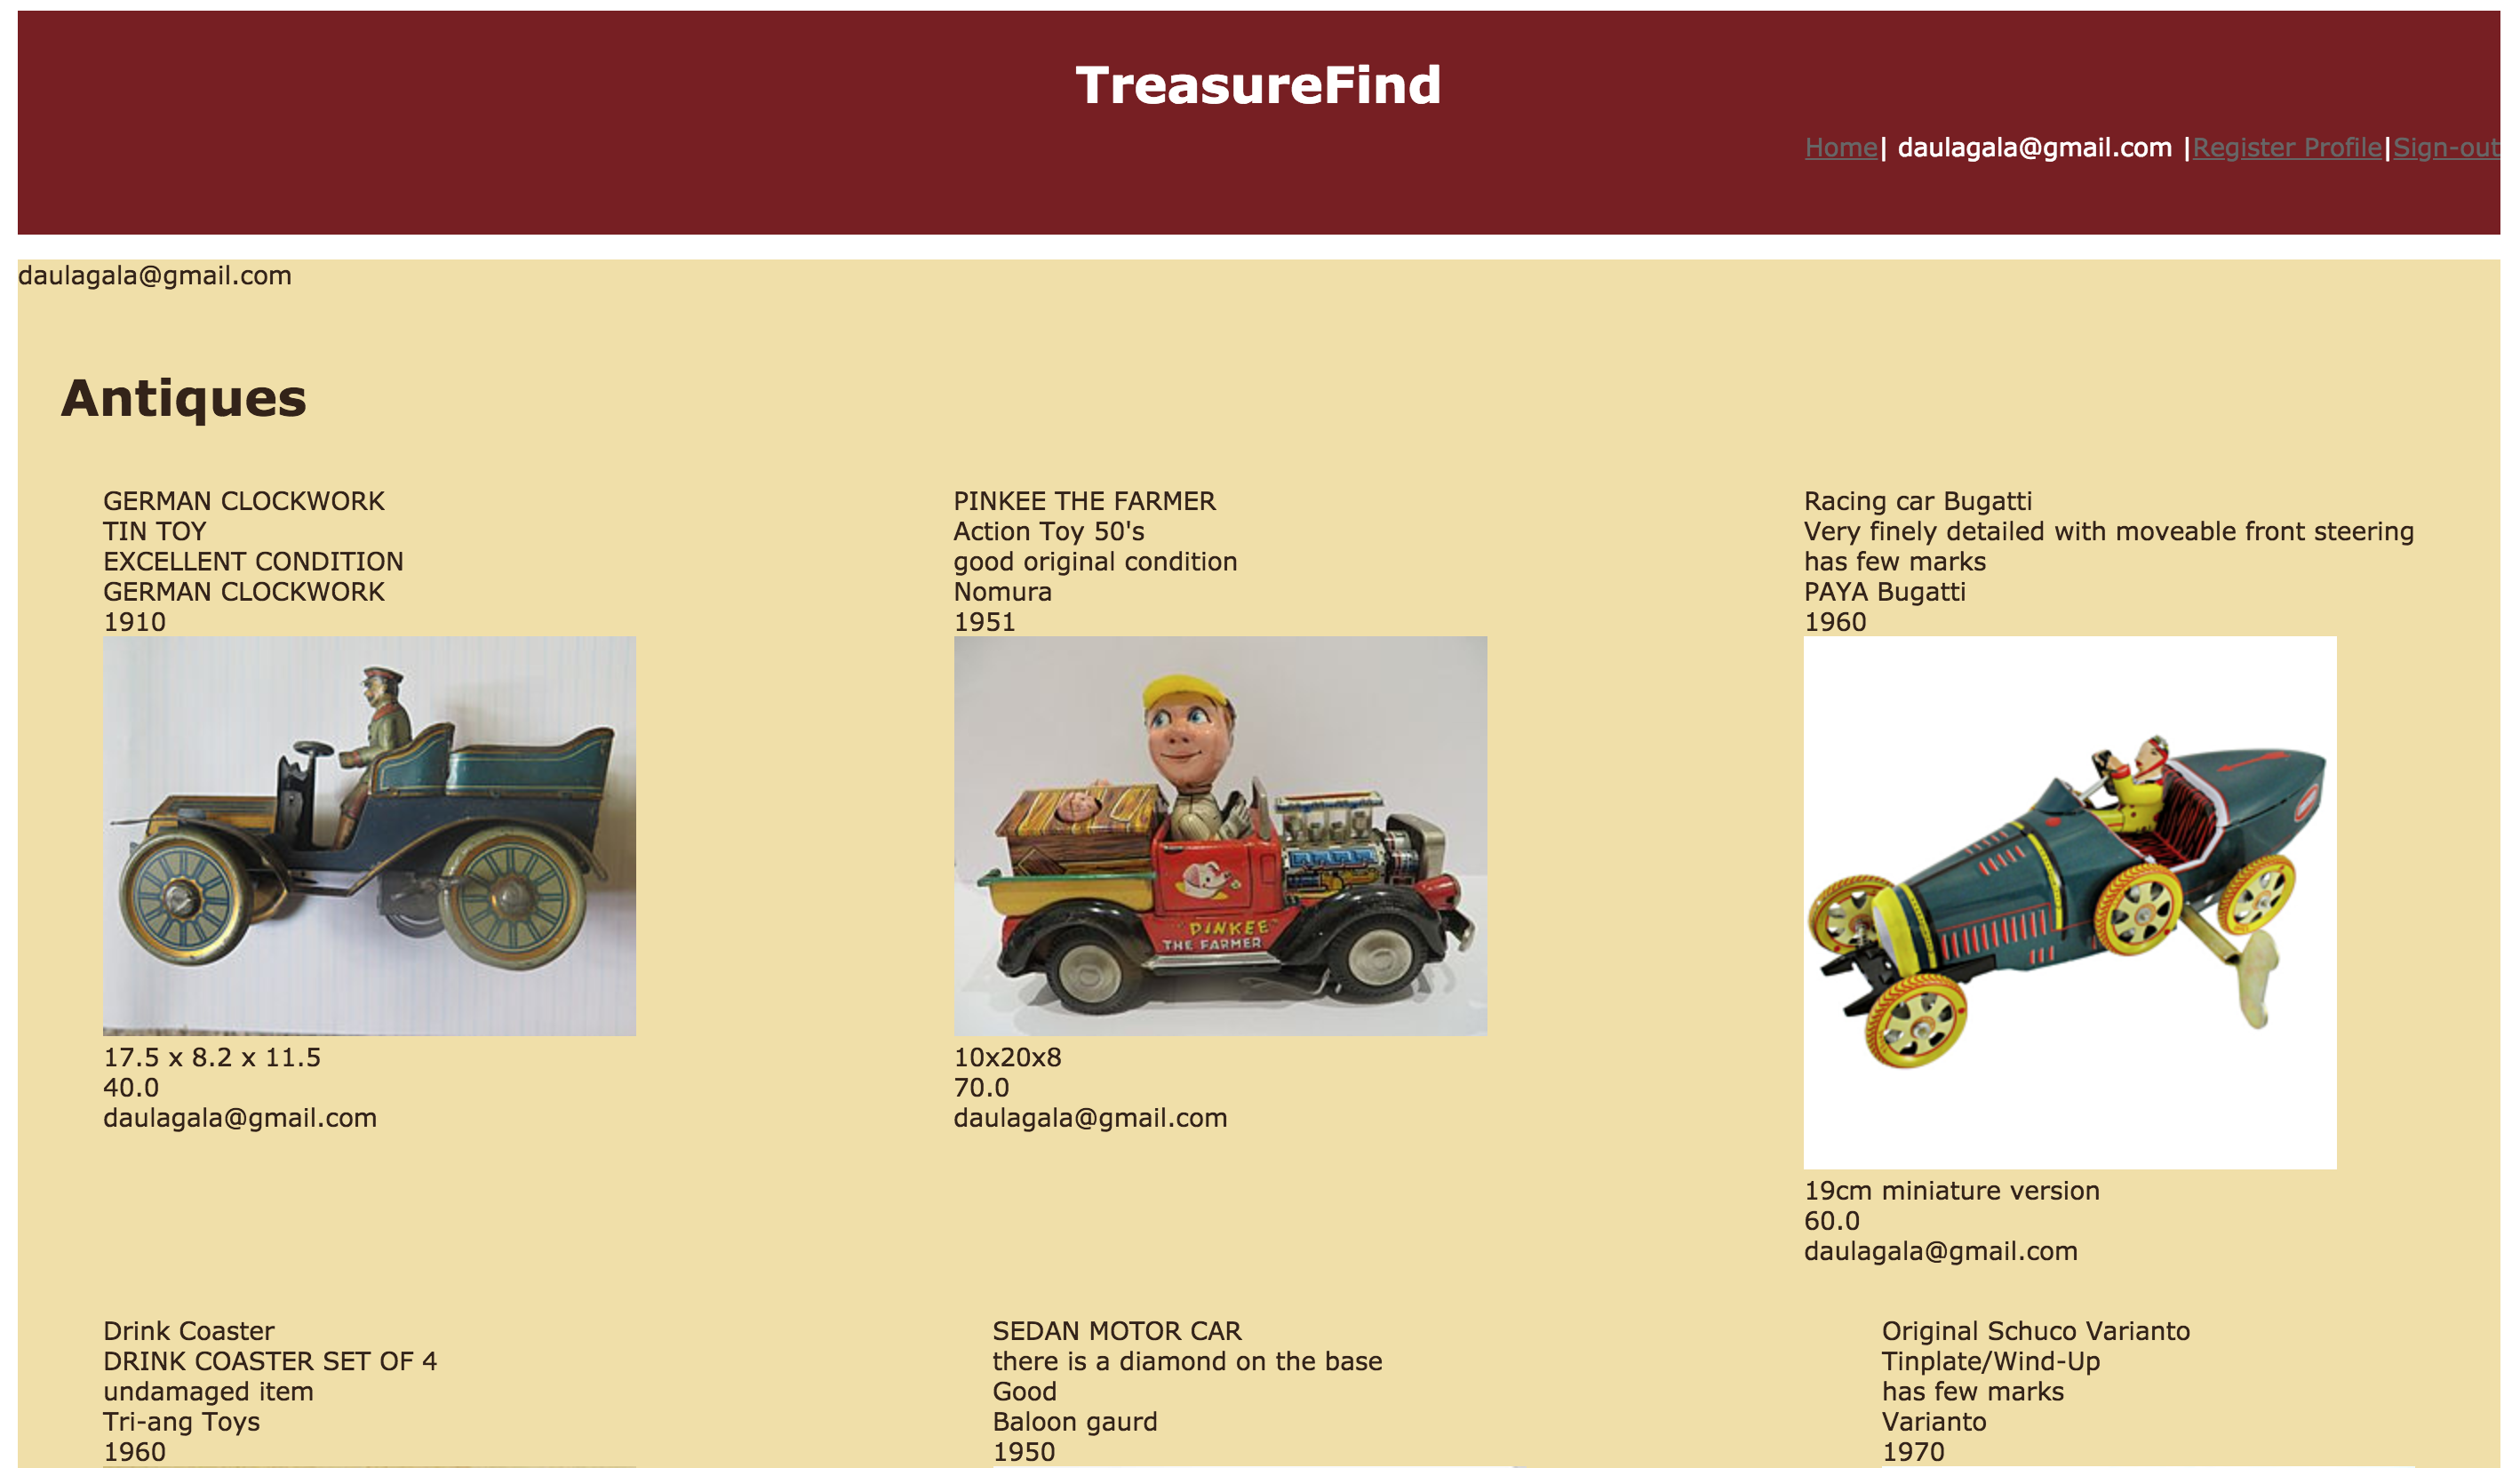 TreasureFind
Home| daulagala@gmail.com |Register Profile|Sign-out
daulagala@gmail.com
Antiques
GERMAN CLOCKWORK
TIN TOY
EXCELLENT CONDITION
GERMAN CLOCKWORK
1910
17.5 x 8.2 x 11.5
40.0
daulagala@gmail.com
PINKEE THE FARMER
Action Toy 50's
good original condition
Nomura
1951
"PINKEE"
THE FARMER
10x20x8
70.0
daulagala@gmail.com
Racing car Bugatti
Very finely detailed with moveable front steering
has few marks
PAYA Bugatti
1960
19cm miniature version
60.0
daulagala@gmail.com
Drink Coaster
DRINK COASTER SET OF 4
undamaged item
Tri-ang Toys
1960
SEDAN MOTOR CAR
there is a diamond on the base
Good
Baloon gaurd
1950
Original Schuco Varianto
Tinplate/Wind-Up
has few marks
Varianto
1970